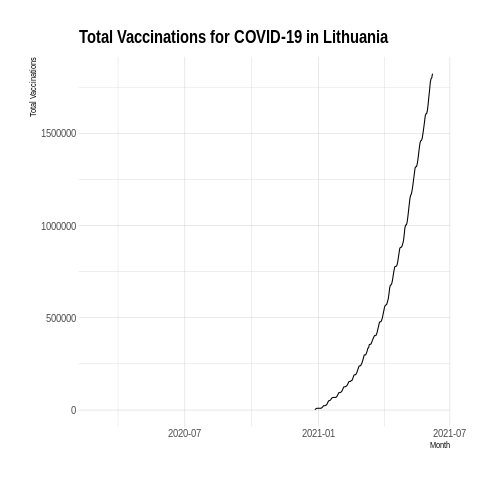 Total Vaccinations for COVID-19 in Lithuania
Total Vaccinations
1500000
1000000
500000
0
2020-07
2021-01
2021-07
Month